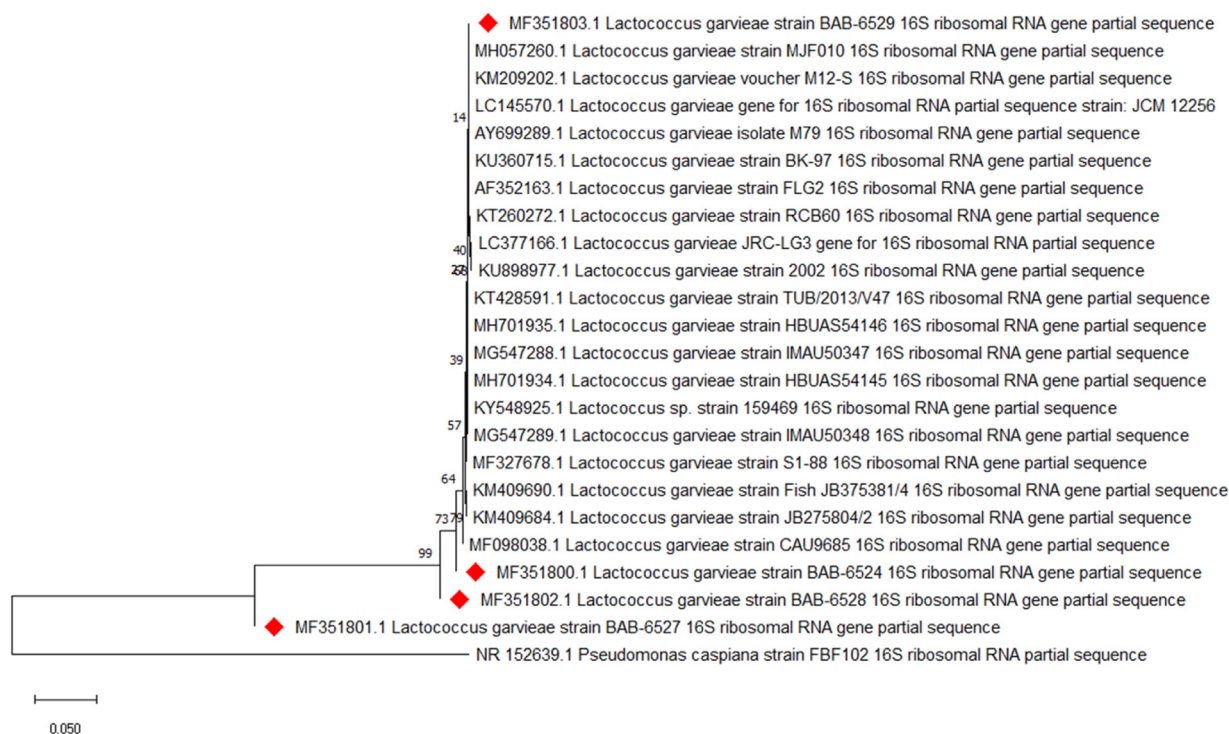 MF351803.1 Lactococcus garvieae strain BAB-6529 16S ribosomal RNA gene partial sequence
MH057260.1 Lactococcus garvieae strain MJF010 16S ribosomal RNA gene partial sequence
KM209202.1 Lactococcus garvieae voucher M12-S 16S ribosomal RNA gene partial sequence
LC145570.1 Lactococcus garvieae gene for 16S ribosomal RNA partial sequence strain: JCM 12256
14
AY699289.1 Lactococcus garvieae isolate M79 16S ribosomal RNA gene partial sequence
KU360715.1 Lactococcus garvieae strain BK-97 16S ribosomal RNA gene partial sequence
AF352163.1 Lactococcus garvieae strain FLG2 16S ribosomal RNA gene partial sequence
KT260272.1 Lactococcus garvieae strain RCB60 16S ribosomal RNA gene partial sequence
LC377166.1 Lactococcus garvieae JRC-LG3 gene for 16S ribosomal RNA partial sequence
40
KU898977.1 Lactococcus garvieae strain 2002 16S ribosomal RNA gene partial sequence
KT428591.1 Lactococcus garvieae strain TUB/2013/V47 16S ribosomal RNA gene partial sequence
MH701935.1 Lactococcus garvieae strain HBUAS54146 16S ribosomal RNA gene partial sequence
MG547288.1 Lactococcus garvieae strain IMAU50347 16S ribosomal RNA gene partial sequence
39
MH701934.1 Lactococcus garvieae strain HBUAS54145 16S ribosomal RNA gene partial sequence
KY548925.1 Lactococcus sp. strain 159469 16S ribosomal RNA gene partial sequence
57
MG547289.1 Lactococcus garvieae strain IMAU50348 16S ribosomal RNA gene partial sequence
MF327678.1 Lactococcus garvieae strain S1-88 16S ribosomal RNA gene partial sequence
64
KM409690.1 Lactococcus garvieae strain Fish JB375381/4 16S ribosomal RNA gene partial sequence
73 79
KM409684.1 Lactococcus garvieae strain JB275804/2 16S ribosomal RNA gene partial sequence
MF098038.1 Lactococcus garvieae strain CAU9685 16S ribosomal RNA gene partial sequence
99
MF351800.1 Lactococcus garvieae strain BAB-6524 16S ribosomal RNA gene partial sequence
MF351802.1 Lactococcus garvieae strain BAB-6528 16S ribosomal RNA gene partial sequence
MF351801.1 Lactococcus garvieae strain BAB-6527 16S ribosomal RNA gene partial sequence
NR 152639.1 Pseudomonas caspiana strain FBF102 16S ribosomal RNA partial sequence
0.050